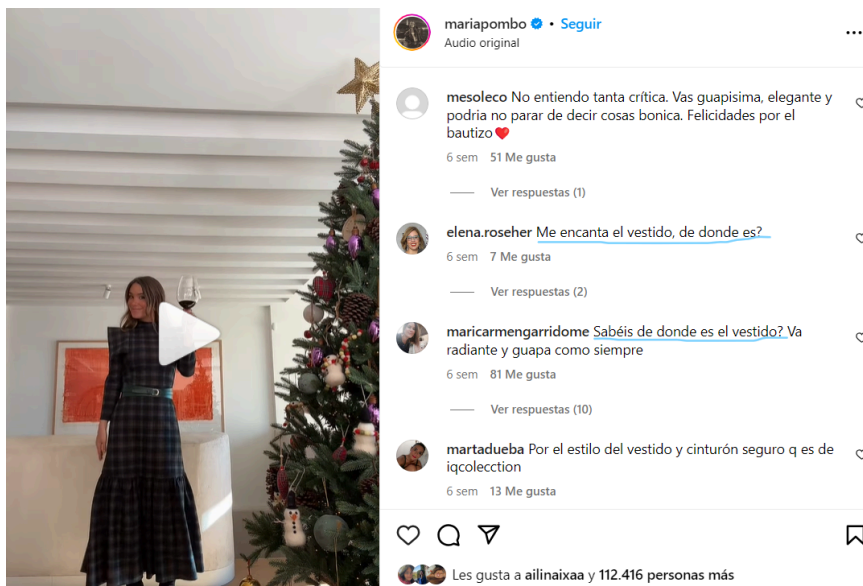 mariapombo • Seguir
Audio original
...
mesoleco No entiendo tanta crítica. Vas guapisima, elegante y
podria no parar de decir cosas bonica. Felicidades por el
bautizo❤️
6 sem 51 Me gusta
Ver respuestas (1)
elena.roseher Me encanta el vestido, de donde es?
6 sem 7 Me gusta
Ver respuestas (2)
maricarmengarridome Sabéis de donde es el vestido? Va
radiante y guapa como siempre
6 sem 81 Me gusta
Ver respuestas (10)
martadueba Por el estilo del vestido y cinturón seguro q es de
iqcolecction
6 sem 13 Me gusta
Les gusta a ailinaixaa y 112.416 personas más